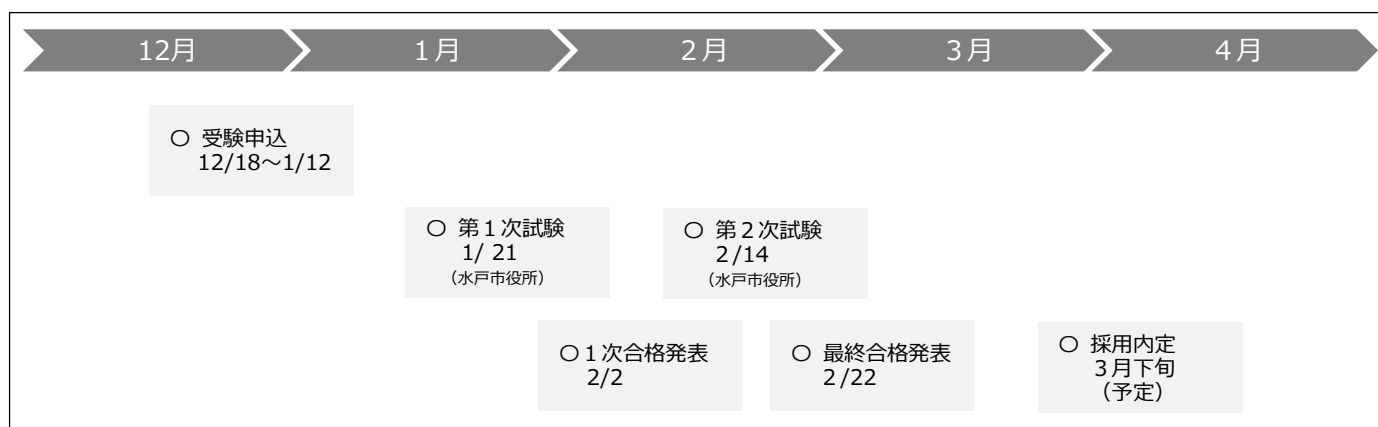 12月
1月
2月
3月
4月
○ 受験申込
12/18~1/12
○ 第1次試験
1/ 21
(水戸市役所)
○ 第2次試験
2/14
(水戸市役所)
○1次合格発表
2/2
○ 最終合格発表
2/22
○ 採用内定
3月下旬
(予定)